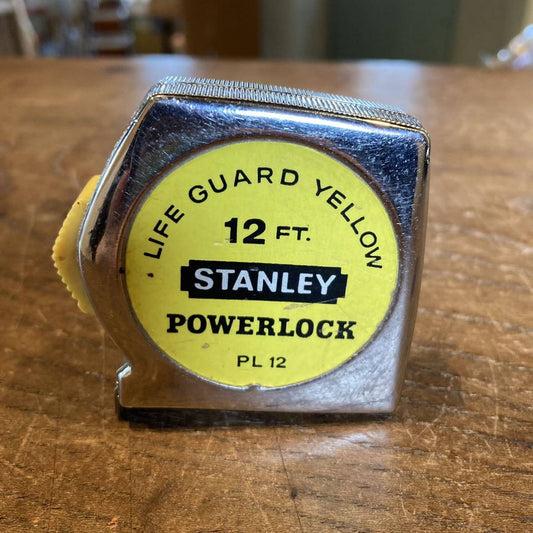 LIFE GUARD YELLOW
12 FT.
STANLEY
POWERLOCK
PL 12